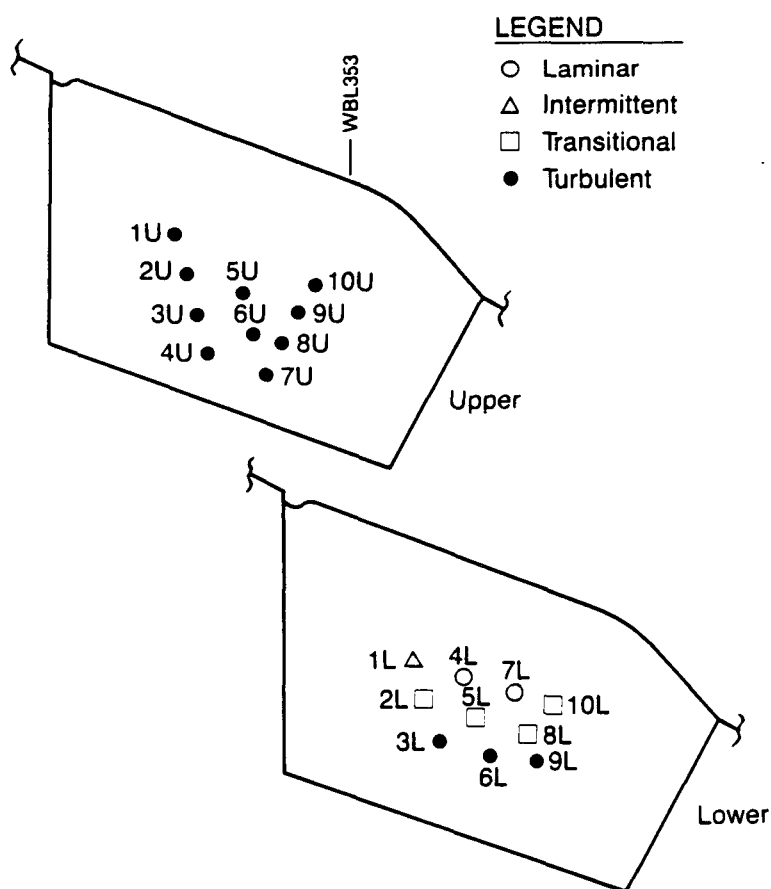 LEGEND
Laminar
Intermittent
Transitional
Turbulent
WBL353
1U
2U 5U 10U
3U 6U 9U
4U 8U
7U
Upper
1L 4L 7L
2L 5L 10L
3L 8L
6L 9L
Lower